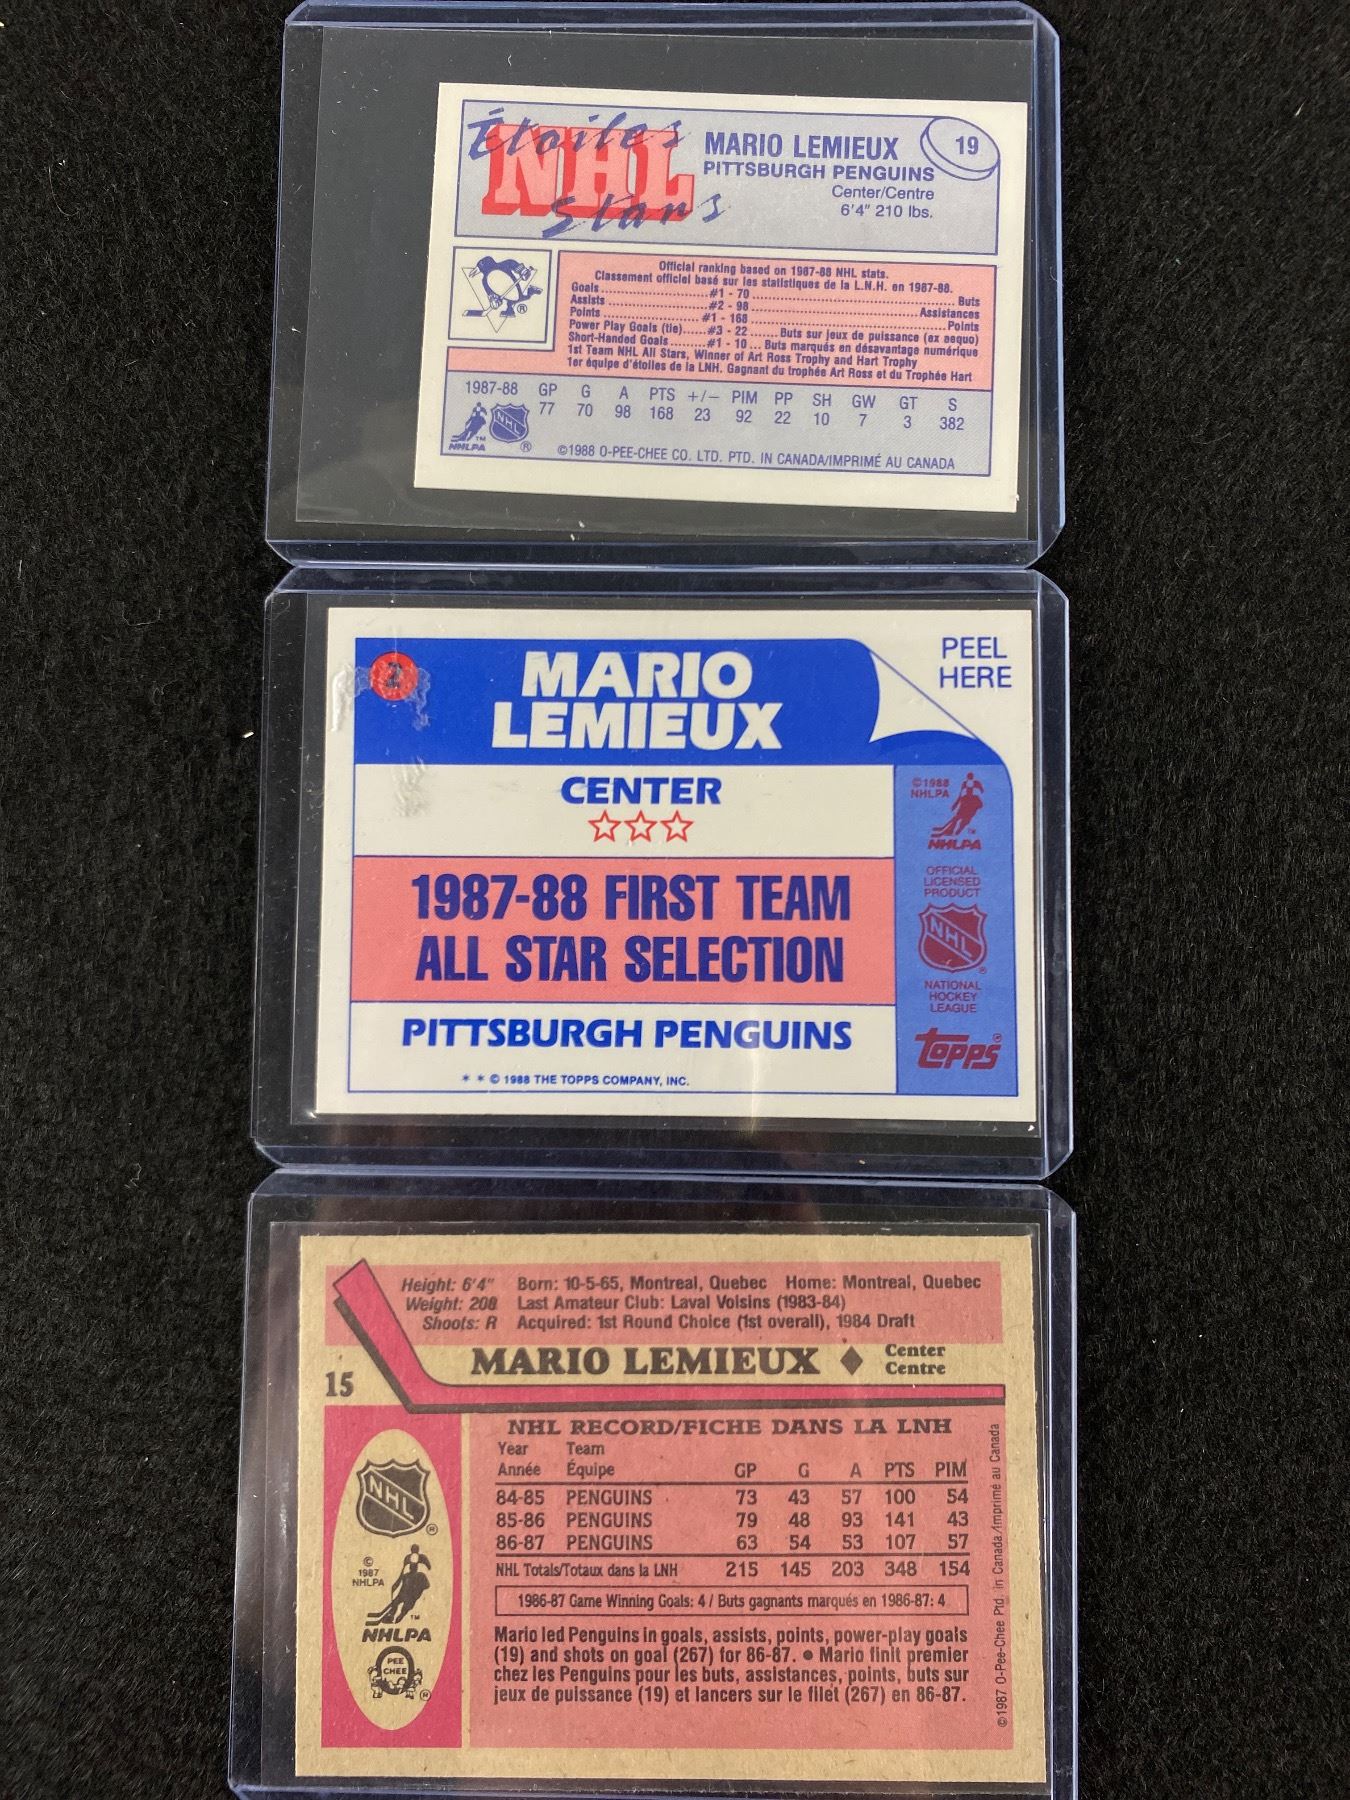 Étoiles
NHL
Stars
MARIO LEMIEUX
19
PITTSBURGH PENGUINS
Center/Centre
6'4" 210 lbs.
Official ranking based on 1987-88 NHL stats.
Classement officiel basé sur les statistiques de la L.N.H. en 1987-88.
Goals ........................#1 - 70 .......................................... Buts
Assists .......................#2 - 98 ................................. Assistances
Points .......................#1 - 168 ....................................... Points
Power Play Goals (tie)......#3 - 22 .......Buts sur jeux de puissance (ex aequo)
Short-Handed Goals .........#1 - 10 ... Buts marqués en désavantage numérique
1st Team NHL All Stars, Winner of Art Ross Trophy and Hart Trophy
1er équipe d'étoiles de la LNH. Gagnant du trophée Art Ross et du Trophée Hart
1987-88 GP G A PTS +/− PIM PP SH GW GT S
77 70 98 168 23 92 22 10 7 3 382
NHL
NHLPA ™ ®
©1988 O-PEE-CHEE CO. LTD. PTD. IN CANADA/IMPRIMÉ AU CANADA
2
MARIO
LEMIEUX
PEEL
HERE
CENTER
1987-88 FIRST TEAM
ALL STAR SELECTION
PITTSBURGH PENGUINS
* * © 1988 THE TOPPS COMPANY, INC.
©1988
NHLPA
™
NHLPA
OFFICIAL
LICENSED
PRODUCT
NHL
®
NATIONAL
HOCKEY
LEAGUE
TOPPS®
Height: 6'4" Born: 10-5-65, Montreal, Quebec Home: Montreal, Quebec
Weight: 208 Last Amateur Club: Laval Voisins (1983-84)
Shoots: R Acquired: 1st Round Choice (1st overall), 1984 Draft
15
MARIO LEMIEUX ♦ Center
Centre
NHL RECORD/FICHE DANS LA LNH
Year Team
Année Équipe GP G A PTS PIM
84-85 PENGUINS 73 43 57 100 54
85-86 PENGUINS 79 48 93 141 43
86-87 PENGUINS 63 54 53 107 57
NHL Totals/Totaux dans la LNH 215 145 203 348 154
1986-87 Game Winning Goals: 4 / Buts gagnants marqués en 1986-87: 4
Mario led Penguins in goals, assists, points, power-play goals
(19) and shots on goal (267) for 86-87. ● Mario finit premier
chez les Penguins pour les buts, assistances, points, buts sur
jeux de puissance (19) et lancers sur le filet (267) en 86-87.
NHL
®
©
1987
NHLPA
™
NHLPA
O
PEE
CHEE
®
©1987 O-Pee-Chee Ptd. in Canada/Imprimé au Canada